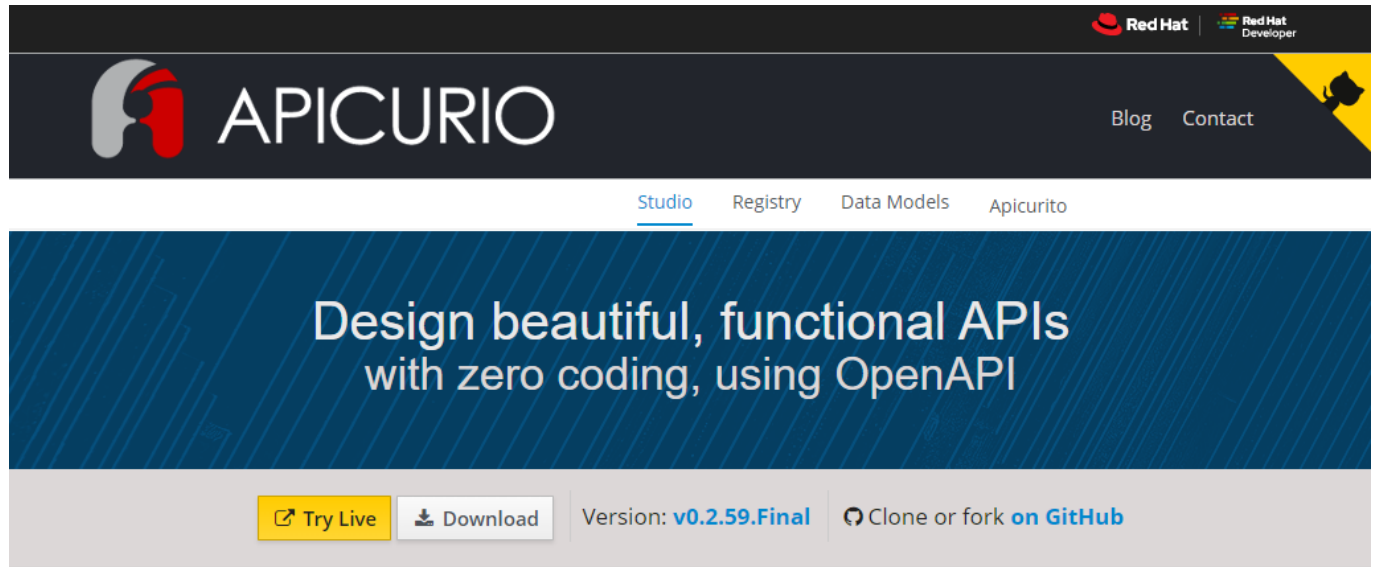 Red Hat
Red Hat
Developer
APICURIO
Blog Contact
Studio Registry Data Models Apicurito
Design beautiful, functional APIs
with zero coding, using OpenAPI
Try Live Download Version: v0.2.59.Final Clone or fork on GitHub